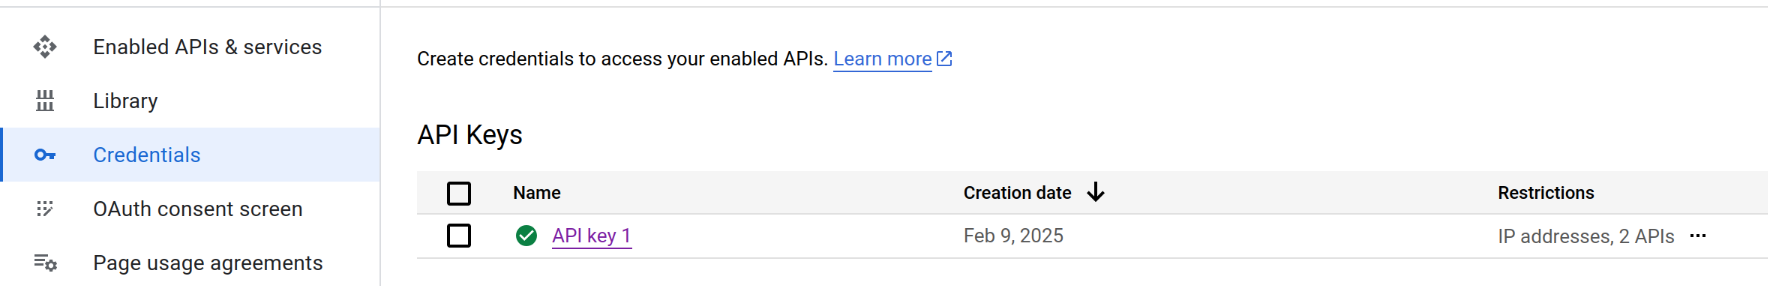 Enabled APIs & services
Library
Credentials
OAuth consent screen
Page usage agreements
Create credentials to access your enabled APIs. Learn more
API Keys
Name Creation date Restrictions
API key 1 Feb 9, 2025 IP addresses, 2 APIs